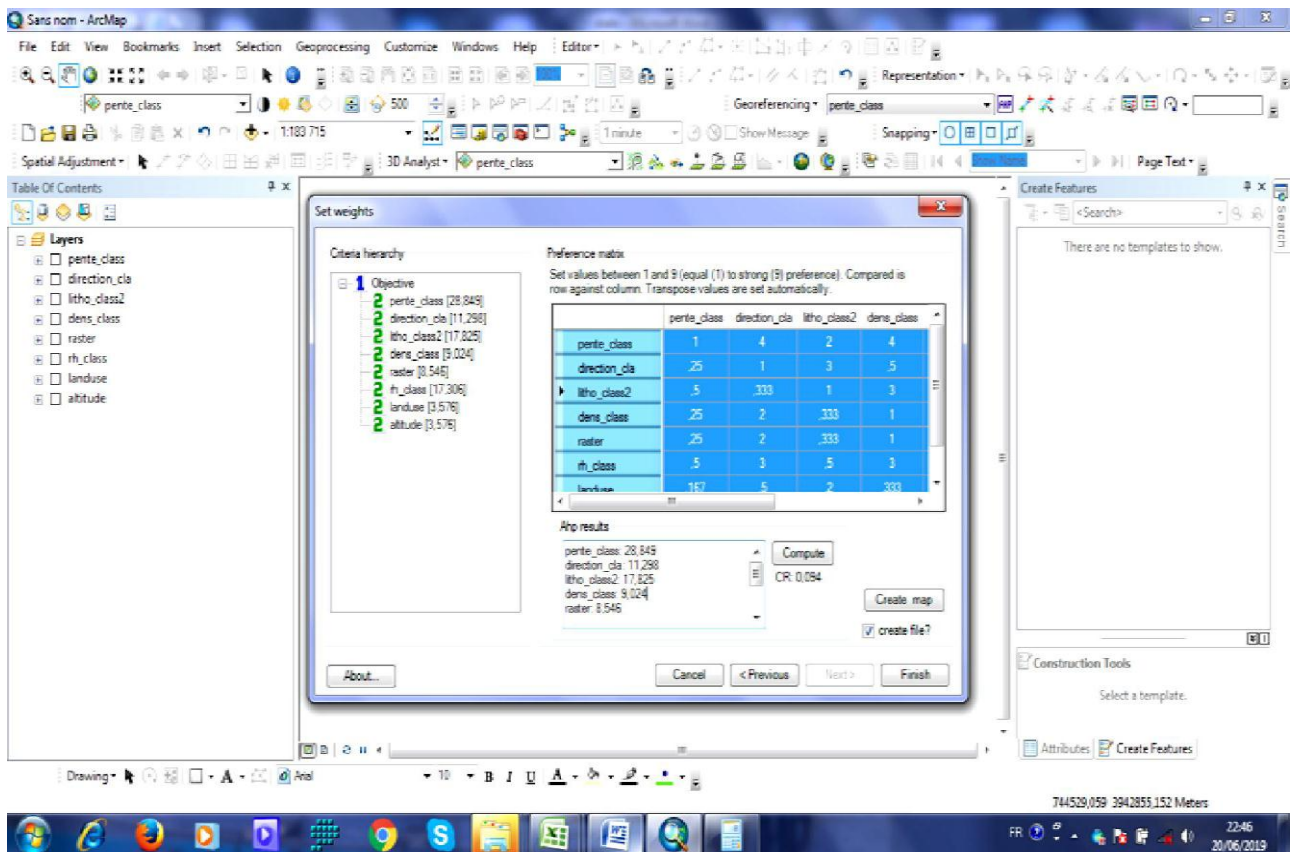 Sans nom - ArcMap
File Edit View Bookmarks Insert Selection Geoprocessing Customize Windows Help Editor
Representation
pente_class 500 Georeferencing pente_class
1:183 715 1 minute Show Message Snapping
Spatial Adjustment 3D Analyst pente_class Show Name Page Text
Table Of Contents
Layers
pente_class
direction_cla
litho_class2
dens_class
raster
rh_class
landuse
altitude
Set weights
Criteria hierarchy
1 Objective
2 pente_class [28,849]
2 direction_cla [11,298]
2 litho_class2 [17,825]
2 dens_class [9,024]
2 raster [8,546]
2 rh_class [17,306]
2 landuse [3,576]
2 altitude [3,576]
Preference matrix
Set values between 1 and 9 (equal (1) to strong (9) preference). Compared is
row against column. Transpose values are set automatically.
pente_class direction_cla litho_class2 dens_class
pente_class 1 4 2 4
direction_cla ,25 1 3 ,5
litho_class2 ,5 ,333 1 3
dens_class ,25 2 ,333 1
raster ,25 2 ,333 1
rh_class ,5 3 ,5 3
landuse ,167 5 2 ,333
Ahp results
pente_class: 28,849
direction_cla: 11,298
litho_class2: 17,825
dens_class: 9,024
raster: 8,546
Compute
CR: 0,094
Create map
create file?
About...
Cancel
< Previous
Next >
Finish
Create Features
<Search>
There are no templates to show.
Search
Construction Tools
Select a template.
Attributes Create Features
Drawing A Arial 10 B I U A
744529,059 3942855,152 Meters
FR 22:46
20/06/2019